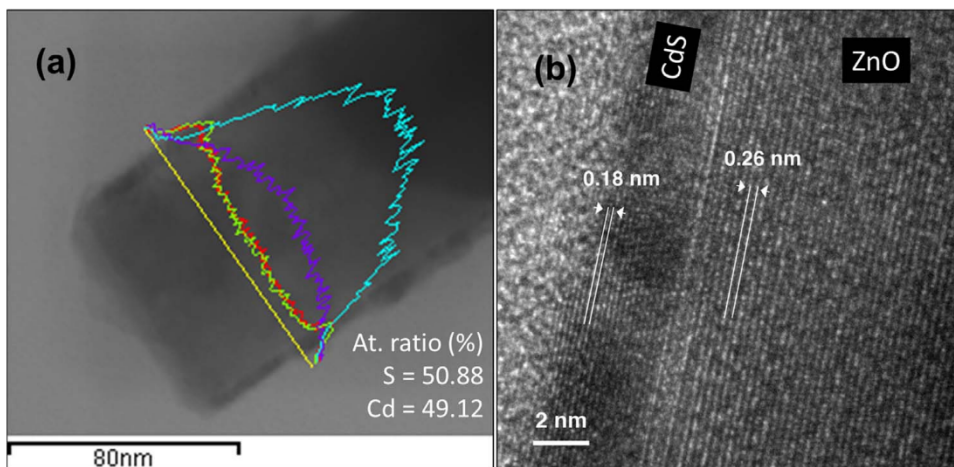 (a)
At. ratio (%)
S = 50.88
Cd = 49.12
80nm
(b)
CdS
ZnO
0.18 nm
0.26 nm
2 nm